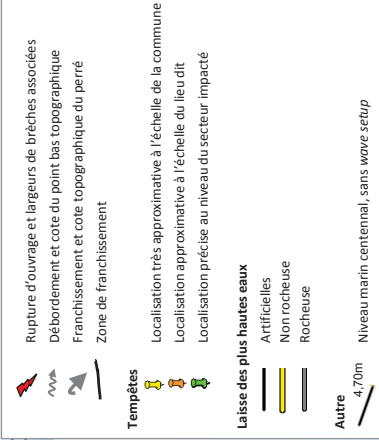 Rupture d'ouvrage et largeurs de brèches associées
Débordement et cote du point bas topographique
Franchissement et cote topographique du perré
Zone de franchissement
Tempêtes
Localisation très approximative à l'échelle de la commune
Location approximative à l'échelle du lieu dit
Localisation précise au niveau du secteur impacté
Laisse des plus hautes eaux
Artificielles
Non rocheuse
Rocheuse
Autre
4,70m
Niveau marin centennal, sans wave setup